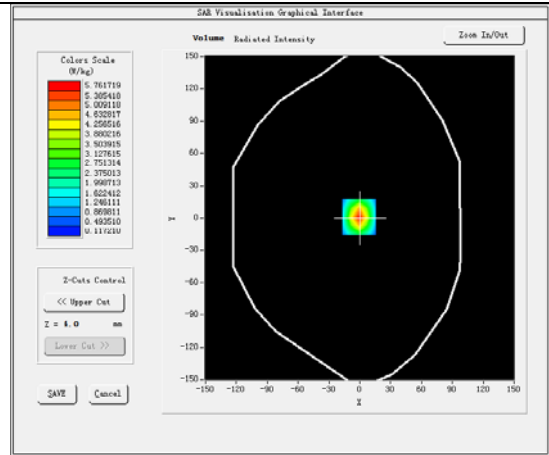 SAR Visualisation Graphical Interface
Volume Radiated Intensity
Zoom In/Out
Colors Scale
(W/kg)
5.761719
5.385418
5.009118
4.632817
4.256516
3.880216
3.503915
3.127615
2.751314
2.375013
1.998713
1.622412
1.246111
0.869811
0.493510
0.117210
150
120
90
60
30
0
-30
-60
-90
-120
-150
Y
-150 -120 -90 -60 -30 0 30 60 90 120 150
X
Z-Cuts Control
<< Upper Cut
Z = 4.0 mm
Lower Cut >>
SAVE Cancel